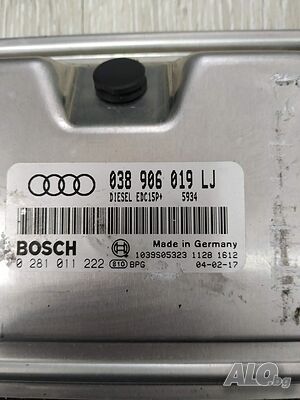 038 906 019 LJ
DIESEL EDC15P+ 5934
BOSCH
Made in Germany
1039S05323 1128 1612
0 281 011 222 810 BPG 04-02-17
ALO.bg